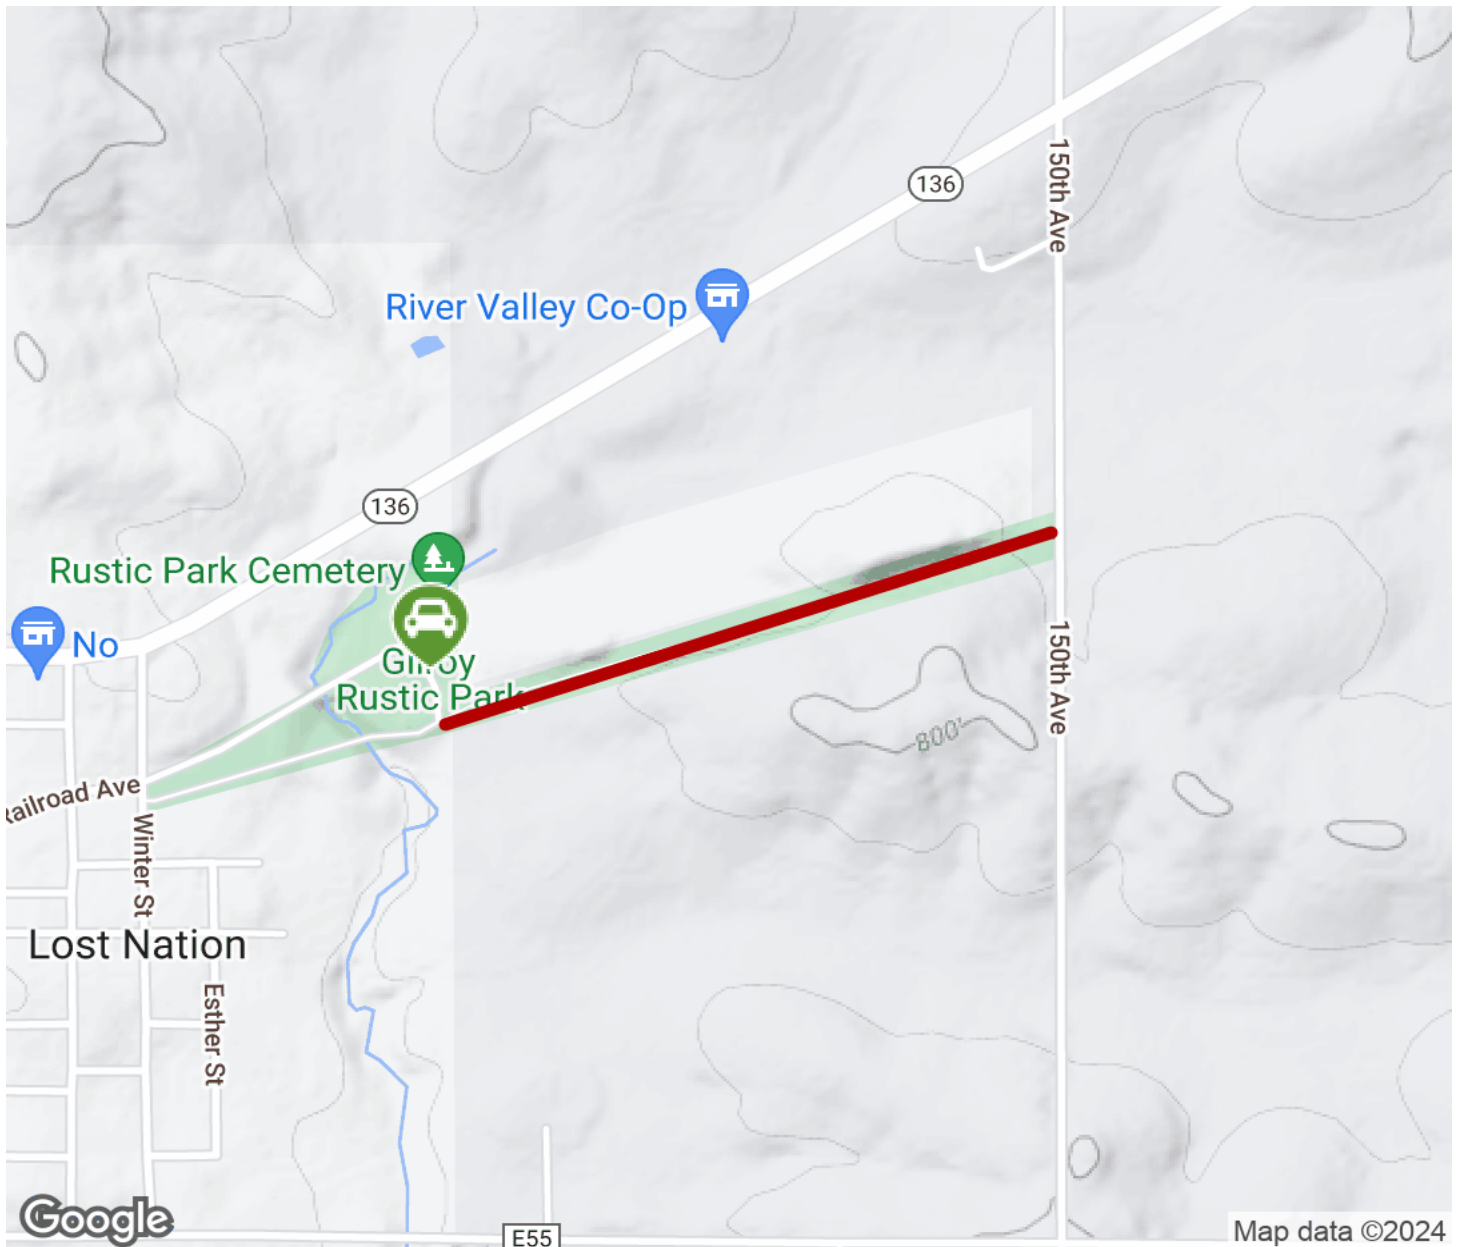 136
150th Ave
River Valley Co-Op
136
Rustic Park Cemetery
No
Gilroy
Rustic Park
150th Ave
800'
Railroad Ave
Winter St
Lost Nation
Esther St
Google
E55
Map data ©2024